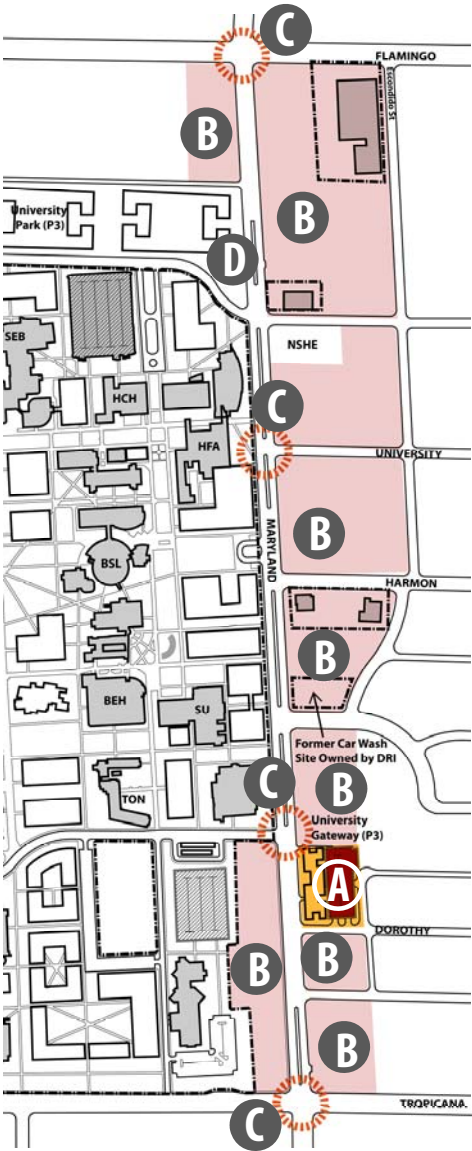 C
FLAMINGO
Escondido St
B
B
University
Park (P3)
D
SEB
NSHE
HCH
C
HFA
UNIVERSITY
B
MARYLAND
BSL
HARMON
B
BEH
SU
Former Car Wash
Site Owned by DRI
C
B
TON
University
Gateway (P3)
A
DOROTHY
B
B
B
TROPICANA
C